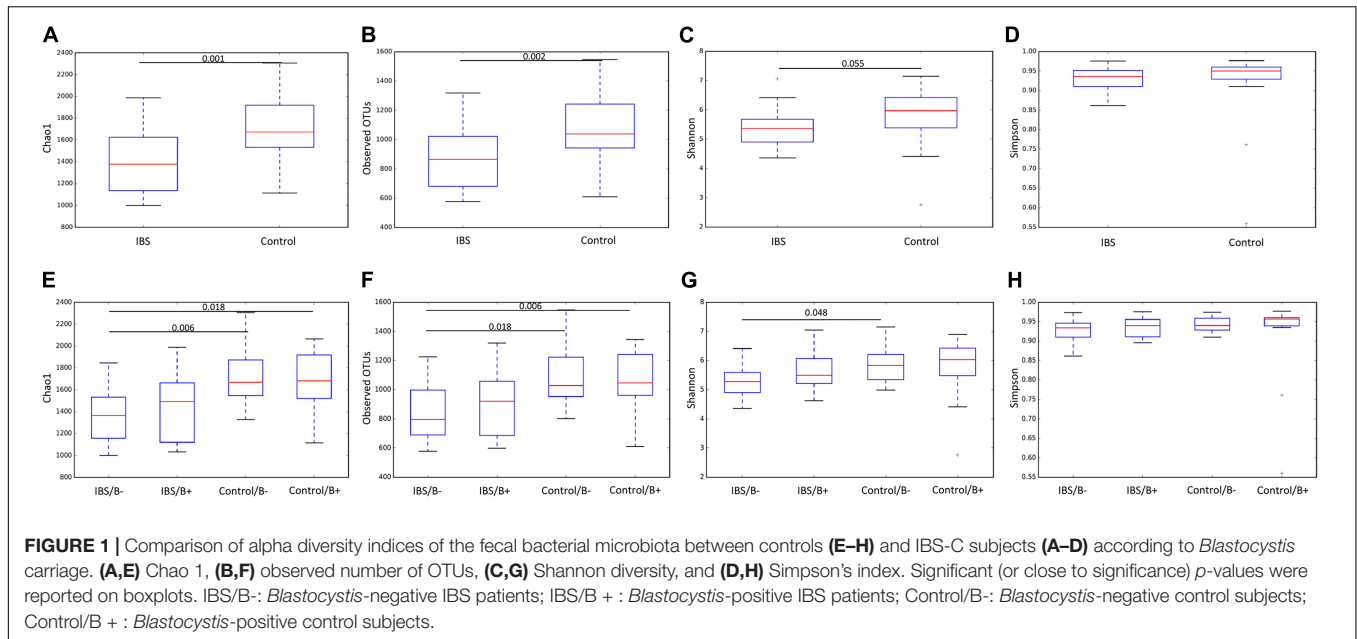 A
B
C
D
2400
2200
2000
1800
1600
1400
1200
1000
800
Chao1
0.001
IBS
Control
1600
1400
1200
1000
800
600
400
Observed OTUs
0.002
IBS
Control
8
7
6
5
4
3
2
Shannon
0.055
IBS
Control
1.00
0.95
0.90
0.85
0.80
0.75
0.70
0.65
0.60
0.55
Simpson
IBS
Control
E
F
G
H
2400
2200
2000
1800
1600
1400
1200
1000
800
Chao1
0.018
0.006
IBS/B-
IBS/B+
Control/B-
Control/B+
1600
1400
1200
1000
800
600
400
Observed OTUs
0.006
0.018
IBS/B-
IBS/B+
Control/B-
Control/B+
8
7
6
5
4
3
2
Shannon
0.048
IBS/B-
IBS/B+
Control/B-
Control/B+
1.00
0.95
0.90
0.85
0.80
0.75
0.70
0.65
0.60
0.55
Simpson
IBS/B-
IBS/B+
Control/B-
Control/B+
FIGURE 1 | Comparison of alpha diversity indices of the fecal bacterial microbiota between controls (E–H) and IBS-C subjects (A–D) according to Blastocystis
carriage. (A,E) Chao 1, (B,F) observed number of OTUs, (C,G) Shannon diversity, and (D,H) Simpson's index. Significant (or close to significance) p-values were
reported on boxplots. IBS/B-: Blastocystis-negative IBS patients; IBS/B + : Blastocystis-positive IBS patients; Control/B-: Blastocystis-negative control subjects;
Control/B + : Blastocystis-positive control subjects.